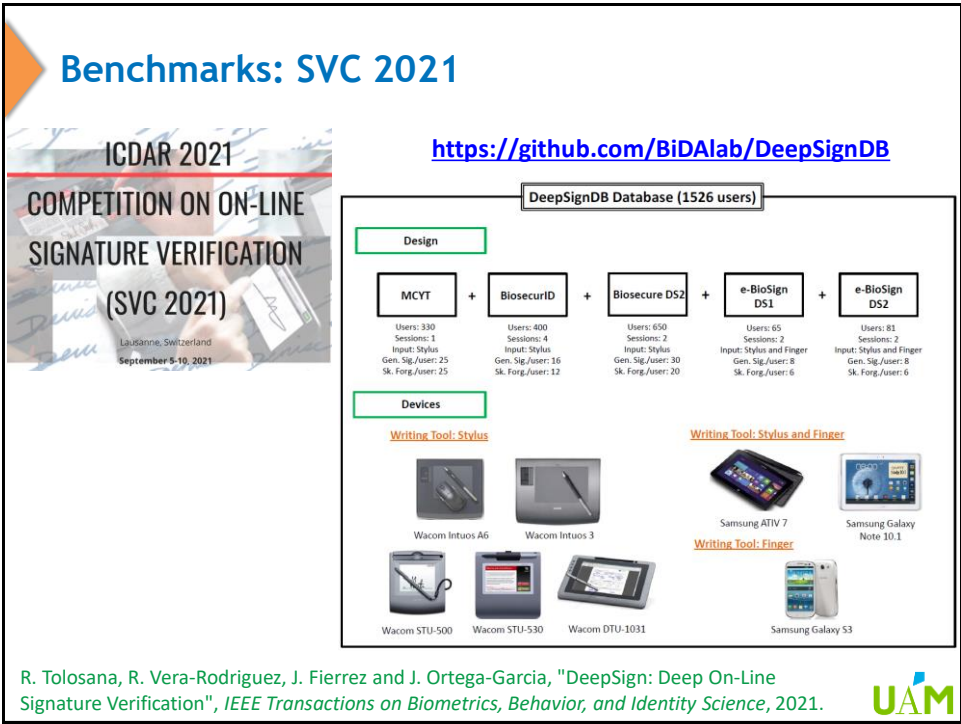 Benchmarks: SVC 2021
ICDAR 2021
COMPETITION ON ON-LINE
SIGNATURE VERIFICATION
(SVC 2021)
Lausanne, Switzerland
September 5-10, 2021
https://github.com/BiDAlab/DeepSignDB
DeepSignDB Database (1526 users)
Design
MCYT + BiosecurID + Biosecure DS2 + e-BioSign DS1 + e-BioSign DS2
Users: 330
Sessions: 1
Input: Stylus
Gen. Sig./user: 25
Sk. Forg./user: 25
Users: 400
Sessions: 4
Input: Stylus
Gen. Sig./user: 16
Sk. Forg./user: 12
Users: 650
Sessions: 2
Input: Stylus
Gen. Sig./user: 30
Sk. Forg./user: 20
Users: 65
Sessions: 2
Input: Stylus and Finger
Gen. Sig./user: 8
Sk. Forg./user: 6
Users: 81
Sessions: 2
Input: Stylus and Finger
Gen. Sig./user: 8
Sk. Forg./user: 6
Devices
Writing Tool: Stylus
Wacom Intuos A6
Wacom Intuos 3
Wacom STU-500
Wacom STU-530
Wacom DTU-1031
Writing Tool: Stylus and Finger
Samsung ATIV 7
Samsung Galaxy
Note 10.1
Writing Tool: Finger
Samsung Galaxy S3
R. Tolosana, R. Vera-Rodriguez, J. Fierrez and J. Ortega-Garcia, "DeepSign: Deep On-Line
Signature Verification", IEEE Transactions on Biometrics, Behavior, and Identity Science, 2021.
UAM